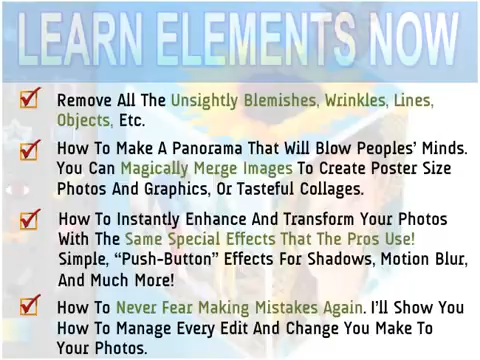 LEARN ELEMENTS NOW
Remove All The Unsightly Blemishes, Wrinkles, Lines,
Objects, Etc.
How To Make A Panorama That Will Blow Peoples’ Minds.
You Can Magically Merge Images To Create Poster Size
Photos And Graphics, Or Tasteful Collages.
How To Instantly Enhance And Transform Your Photos
With The Same Special Effects That The Pros Use!
Simple, “Push-Button” Effects For Shadows, Motion Blur,
And Much More!
How To Never Fear Making Mistakes Again. I’ll Show You
How To Manage Every Edit And Change You Make To
Your Photos.